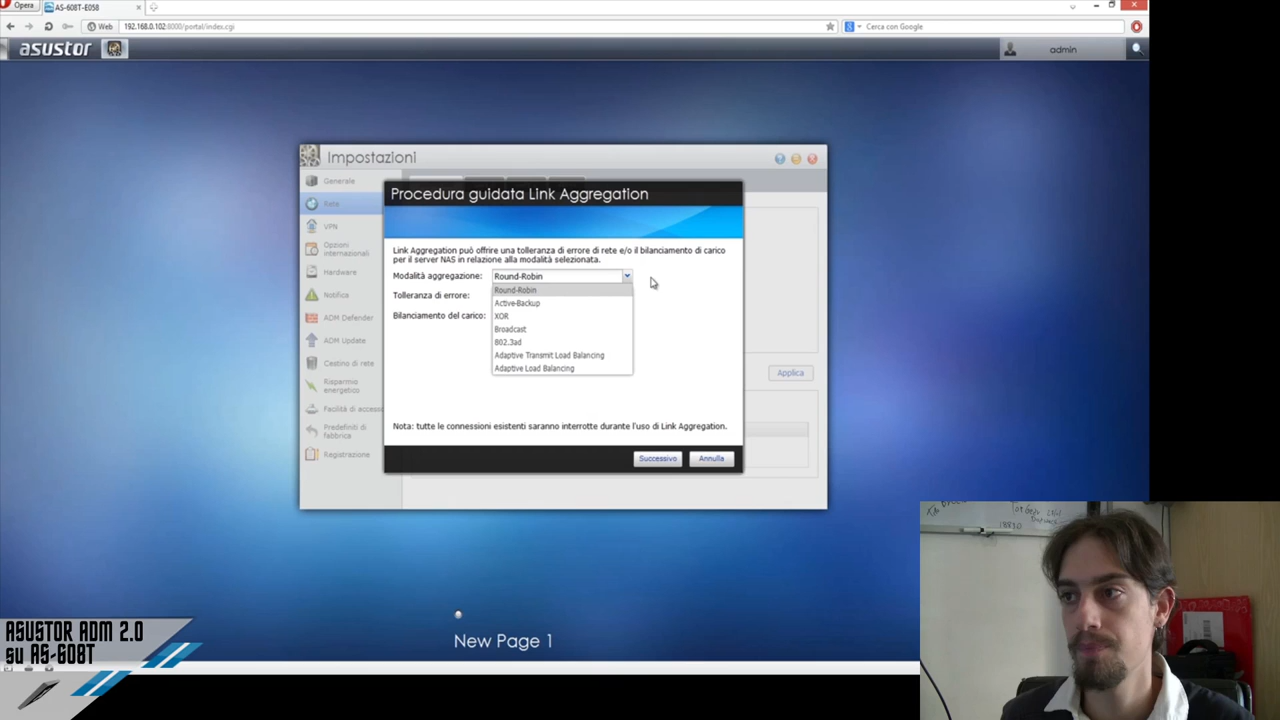 Opera
AS-608T-E058
Web
192.168.0.102:8000/portal/index.cgi
Cerca con Google
asustor
admin
Impostazioni
Generale
Rete
VPN
Opzioni
internazionali
Hardware
Notifica
ADM Defender
ADM Update
Cestino di rete
Risparmio
energetico
Facilità di accesso
Predefiniti di
fabbrica
Registrazione
Procedura guidata Link Aggregation
Link Aggregation può offrire una tolleranza di errore di rete e/o il bilanciamento di carico
per il server NAS in relazione alla modalità selezionata.
Modalità aggregazione: Round-Robin
Tolleranza di errore:
Bilanciamento del carico:
Round-Robin
Active-Backup
XOR
Broadcast
802.3ad
Adaptive Transmit Load Balancing
Adaptive Load Balancing
Nota: tutte le connessioni esistenti saranno interrotte durante l'uso di Link Aggregation.
Successivo
Annulla
Applica
New Page 1
ASUSTOR ADM 2.0
su AS-608T